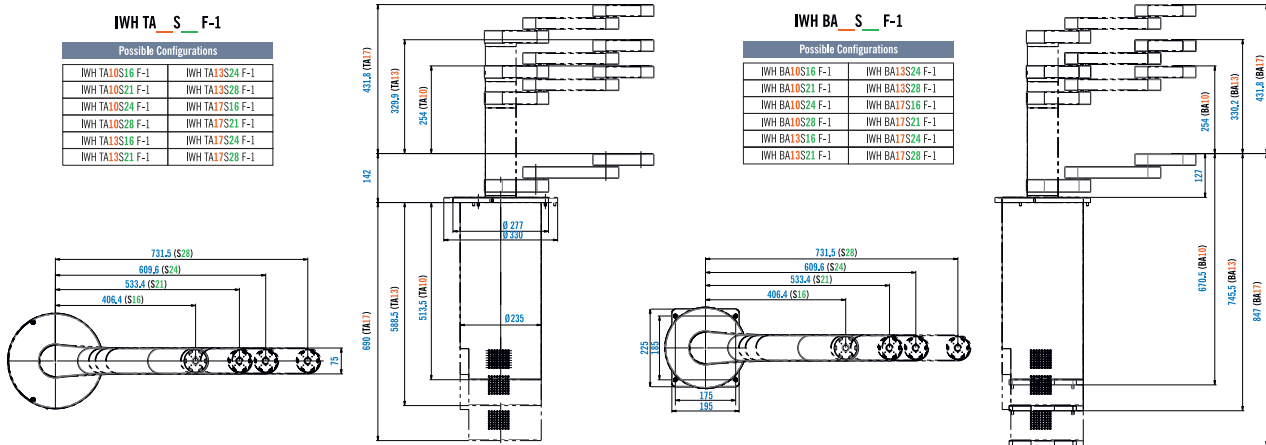 IWH TA__S__ F-1
Possible Configurations
IWH TA10S16 F-1 IWH TA13S24 F-1
IWH TA10S21 F-1 IWH TA13S28 F-1
IWH TA10S24 F-1 IWH TA17S16 F-1
IWH TA10S28 F-1 IWH TA17S21 F-1
IWH TA13S16 F-1 IWH TA17S24 F-1
IWH TA13S21 F-1 IWH TA17S28 F-1
731.5 (S28)
609.6 (S24)
533.4 (S21)
406.4 (S16)
75
431.8 (TA17)
329.9 (TA13)
254 (TA10)
142
Ø 277
Ø 330
690 (TA17)
588.5 (TA13)
513.5 (TA10)
Ø235
IWH BA__S__ F-1
Possible Configurations
IWH BA10S16 F-1 IWH BA13S24 F-1
IWH BA10S21 F-1 IWH BA13S28 F-1
IWH BA10S24 F-1 IWH BA17S16 F-1
IWH BA10S28 F-1 IWH BA17S21 F-1
IWH BA13S16 F-1 IWH BA17S24 F-1
IWH BA13S21 F-1 IWH BA17S28 F-1
731.5 (S28)
609.6 (S24)
533.4 (S21)
406.4 (S16)
225
185
175
195
254 (BA10)
330.2 (BA13)
431.8 (BA17)
127
670.5 (BA10)
745.5 (BA13)
847 (BA17)